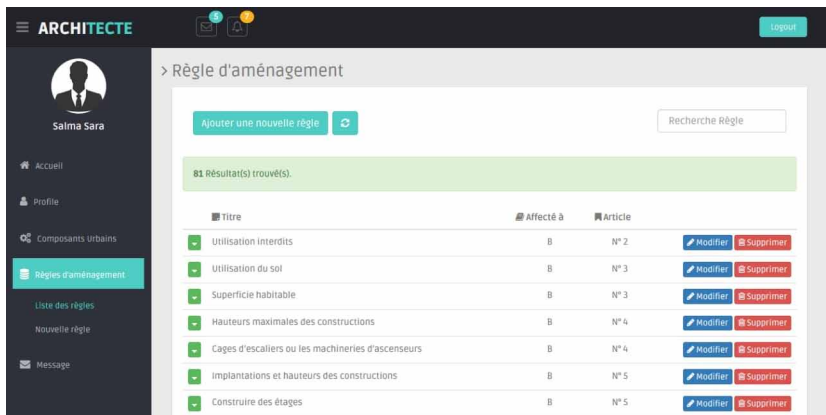 ARCHITECTE
5
7
Logout
Salma Sara
Accueil
Profile
Composants Urbains
Règles d'aménagement
Liste des règles
Nouvelle règle
Message
> Règle d'aménagement
Ajouter une nouvelle règle
Recherche Règle
81 Résultat(s) trouvé(s).
Titre Affecté à Article
Utilisation interdits B N° 2 Modifier Supprimer
Utilisation du sol B N° 3 Modifier Supprimer
Superficie habitable B N° 3 Modifier Supprimer
Hauteurs maximales des constructions B N° 4 Modifier Supprimer
Cages d'escaliers ou les machineries d'ascenseurs B N° 4 Modifier Supprimer
Implantations et hauteurs des constructions B N° 5 Modifier Supprimer
Construire des étages B N° 5 Modifier Supprimer